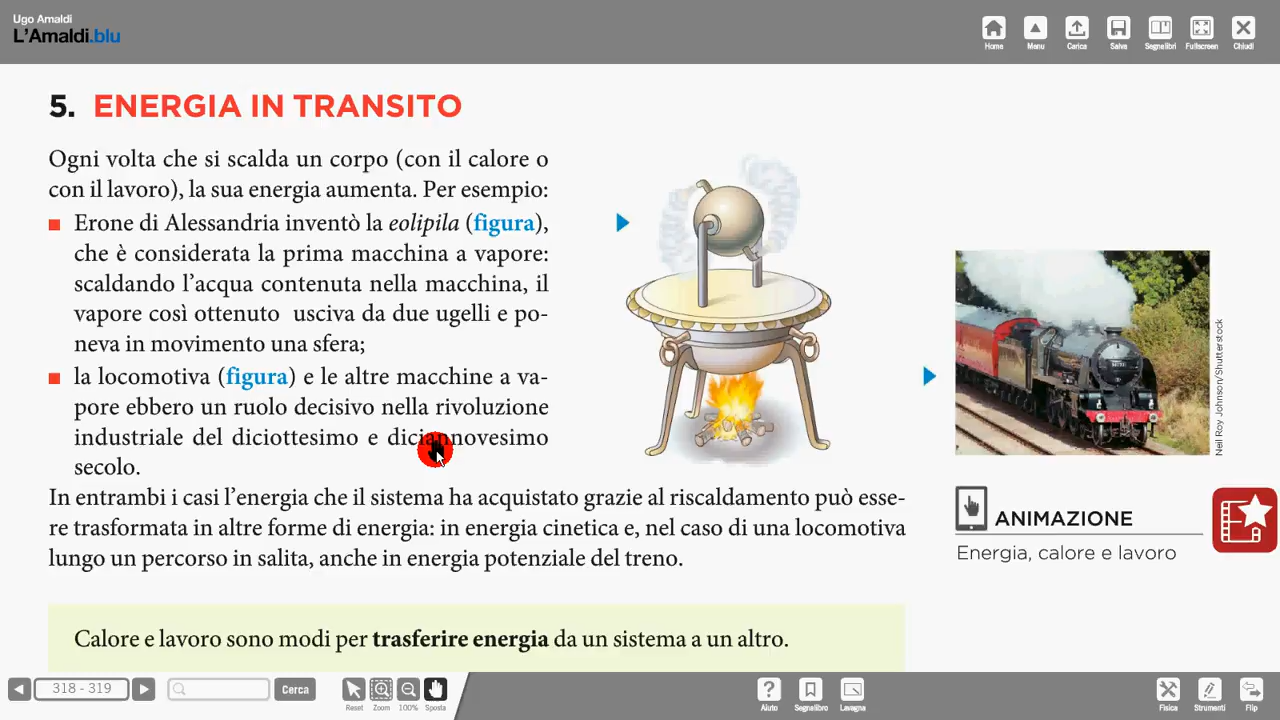 Ugo Amaldi
L'Amaldi.blu
Home
Menu
Carica
Salva
Segnalibri
Fullscreen
Chiudi
5. ENERGIA IN TRANSITO
Ogni volta che si scalda un corpo (con il calore o
con il lavoro), la sua energia aumenta. Per esempio:
Erone di Alessandria inventò la eolipila (figura),
che è considerata la prima macchina a vapore:
scaldando l'acqua contenuta nella macchina, il
vapore così ottenuto usciva da due ugelli e po-
neva in movimento una sfera;
la locomotiva (figura) e le altre macchine a va-
pore ebbero un ruolo decisivo nella rivoluzione
industriale del diciottesimo e diciannovesimo
secolo.
In entrambi i casi l'energia che il sistema ha acquistato grazie al riscaldamento può esse-
re trasformata in altre forme di energia: in energia cinetica e, nel caso di una locomotiva
lungo un percorso in salita, anche in energia potenziale del treno.
Neil Roy Johnson/Shutterstock
ANIMAZIONE
Energia, calore e lavoro
Calore e lavoro sono modi per trasferire energia da un sistema a un altro.
318 - 319
Cerca
Reset
Zoom
100%
Sposta
Aiuto
Segnalibro
Lavagna
Fisica
Strumenti
Flip